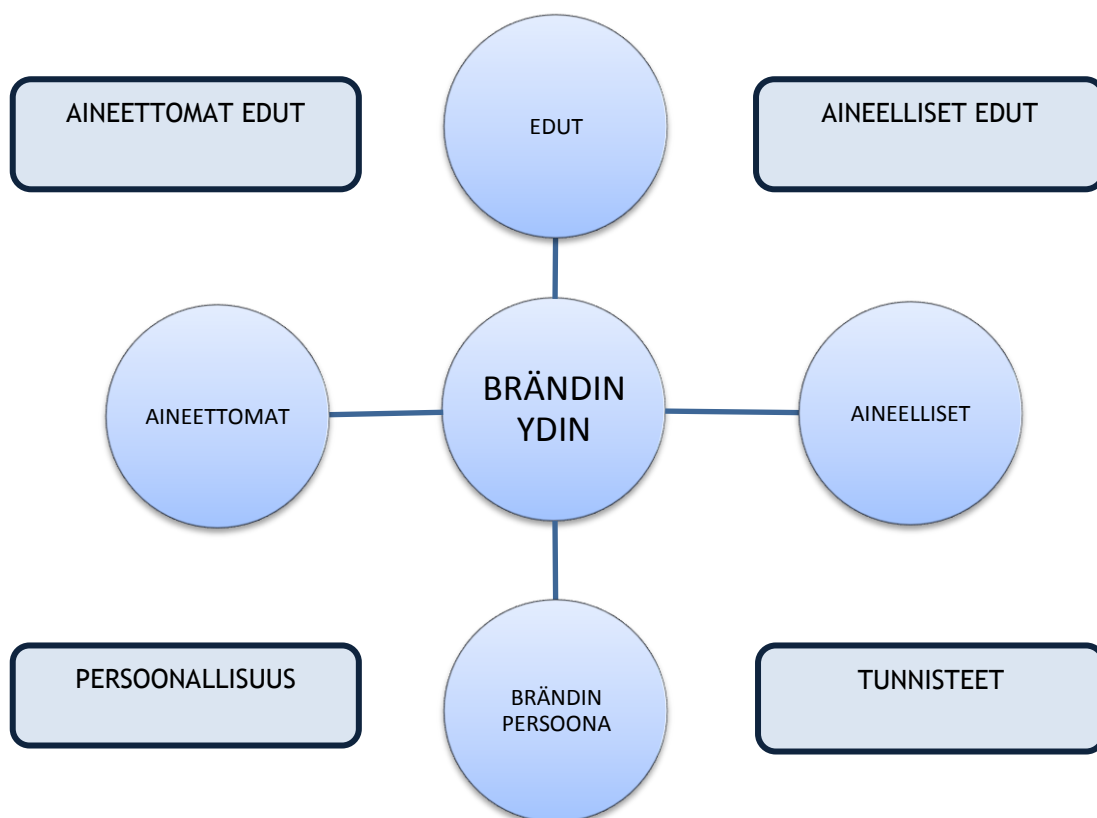 AINEETTOMAT EDUT
EDUT
AINEELLISET EDUT
AINEETTOMAT
BRÄNDIN
YDIN
AINEELLISET
PERSOONALLISUUS
BRÄNDIN
PERSOONA
TUNNISTEET